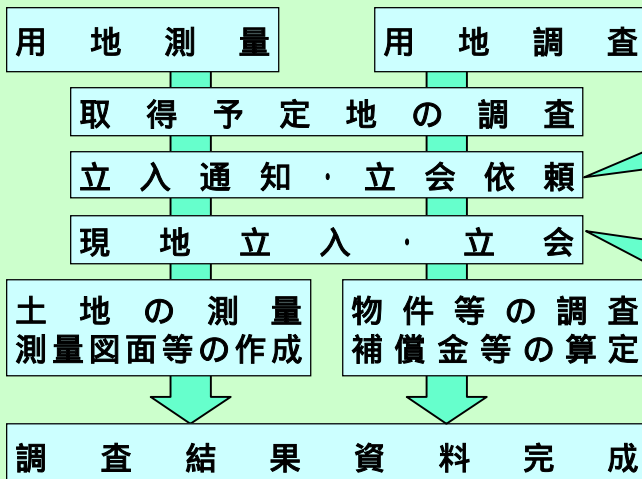 用地測量
用地調査
取得予定地の調査
立入通知・立会依頼
現地立入・立会
土地の測量
測量図面等の作成
物件等の調査
補償金等の算定
調査結果資料完成